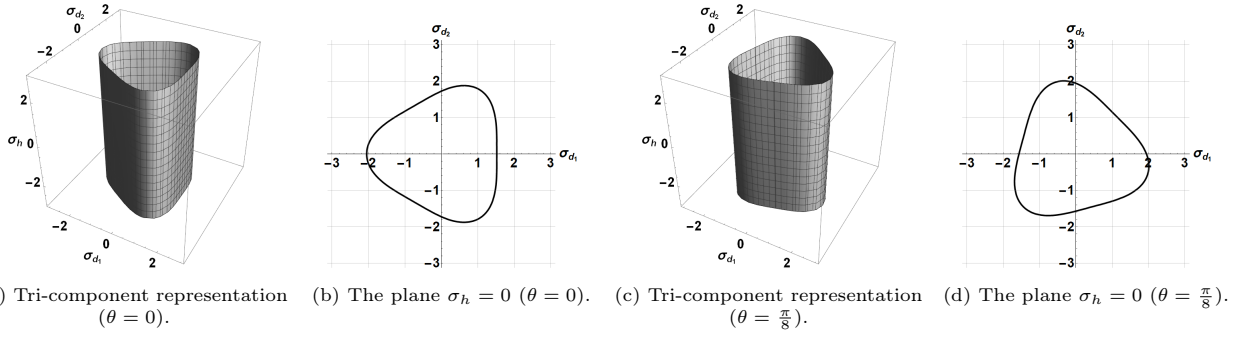 σd₂ 2
0
−2
2
σh 0
−2
−2
0
σd₁
2
σd₂
3
2
1
−3 −2 −1 1 2 3 σd₁
−1
−2
−3
σd₂ 2
0
−2
2
σh 0
−2
−2
0
σd₁
2
σd₂
3
2
1
−3 −2 −1 1 2 3 σd₁
−1
−2
−3
) Tri-component representation
(θ = 0).
(b) The plane σh = 0 (θ = 0).
(c) Tri-component representation
(θ = π/8).
(d) The plane σh = 0 (θ = π/8).